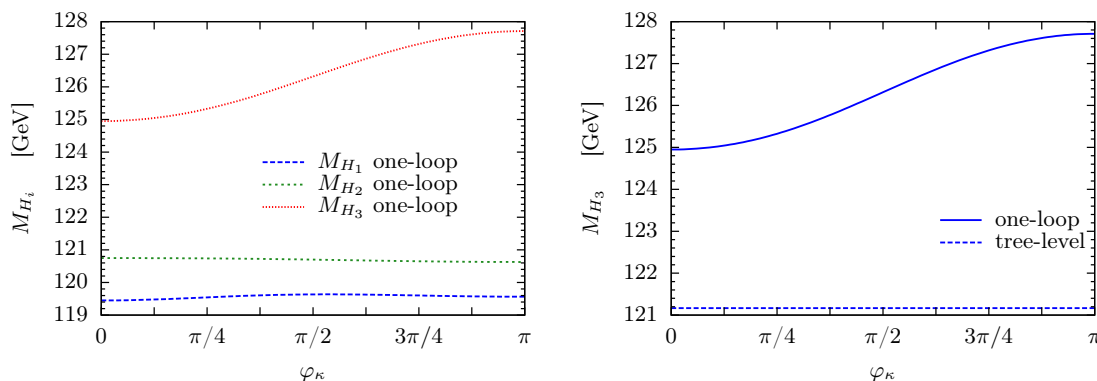 128
127
126
125
124
123
122
121
120
119
M_{H_i} [GeV]
M_{H_1} one-loop
M_{H_2} one-loop
M_{H_3} one-loop
0 π/4 π/2 3π/4 π
φ_κ
128
127
126
125
124
123
122
121
M_{H_3} [GeV]
one-loop
tree-level
0 π/4 π/2 3π/4 π
φ_κ